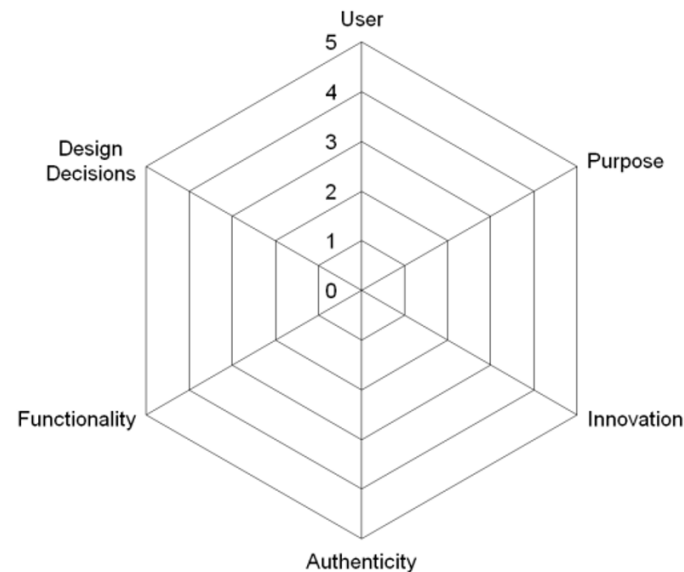 User
5
4
Design
Decisions
3
Purpose
2
1
0
Functionality
Innovation
Authenticity